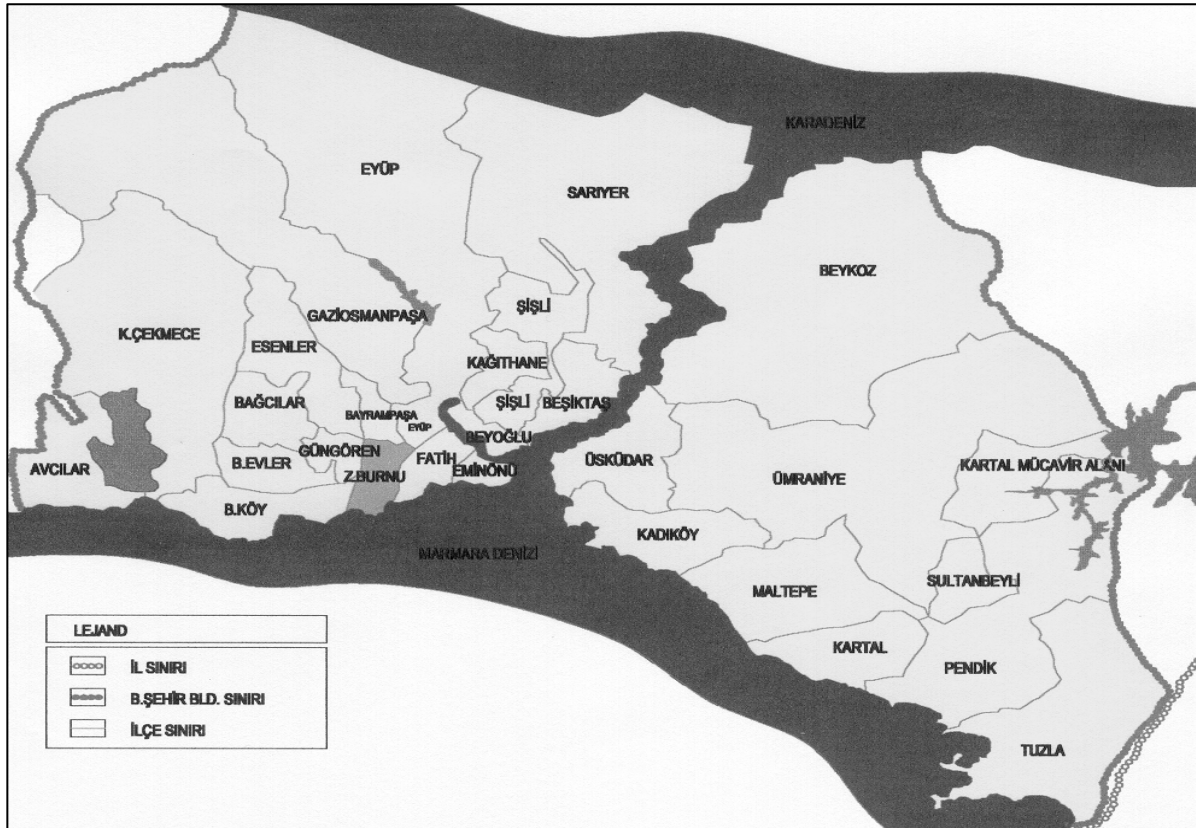 KARADENİZ
EYÜP
SARIYER
BEYKOZ
ŞİŞLİ
GAZİOSMANPAŞA
K.ÇEKMECE
ESENLER
KAĞITHANE
BAĞCILAR
ŞİŞLİ
BEŞİKTAŞ
BAYRAMPAŞA
EYÜP
BEYOĞLU
GÜNGÖREN
FATİH
ÜSKÜDAR
KARTAL MÜCAVİR ALANI
AVCILAR
B.EVLER
EMİNÖNÜ
Z.BURNU
ÜMRANİYE
B.KÖY
KADIKÖY
MARMARA DENİZİ
SULTANBEYLİ
MALTEPE
KARTAL
PENDİK
TUZLA
LEJAND
İL SINIRI
B.ŞEHİR BLD. SINIRI
İLÇE SINIRI